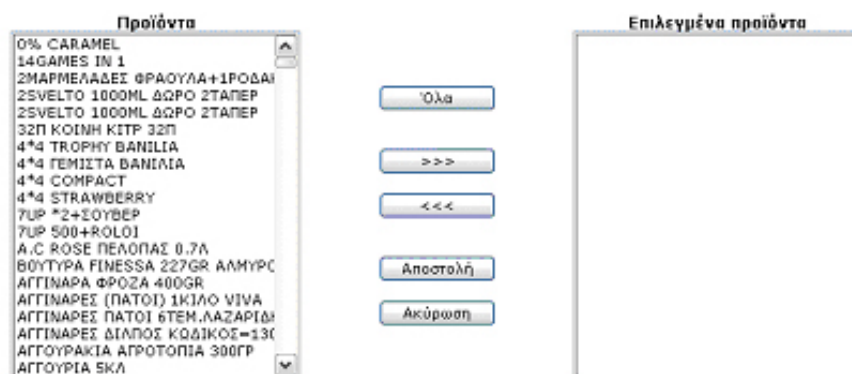 Προϊόντα
0% CARAMEL
14GAMES IN 1
2ΜΑΡΜΕΛΑΔΕΣ ΦΡΑΟΥΛΑ+1ΡΟΔΑΚ
2SVELTO 1000ML ΔΩΡΟ 2ΤΑΠΕΡ
2SVELTO 1000ML ΔΩΡΟ 2ΤΑΠΕΡ
32Π ΚΟΙΝΗ ΚΙΤΡ 32Π
4*4 TROPHY ΒΑΝΙLΙΑ
4*4 ΓΕΜΙΣΤΑ ΒΑΝΙΛΙΑ
4*4 COMPACT
4*4 STRAWBERRY
7UP *2+ΣΟΥΒΕΡ
7UP 500+ROLOI
A.C ROSE ΠΕΛΟΠΑΣ 0.7Λ
BOYTYPA FINESSA 227GR ΑΛΜΥΡΟ
ΑΓΓΙΝΑΡΑ ΦΡΟΖΑ 400GR
ΑΓΓΙΝΑΡΕΣ (ΠΑΤΟΙ) 1ΚΙΛΟ VIVA
ΑΓΓΙΝΑΡΕΣ ΠΑΤΟΙ 6ΤΕΜ.ΛΑΖΑΡΙΔΗ
ΑΓΓΙΝΑΡΕΣ ΔΙΛΠΟΣ ΚΩΔΙΚΟΣ=130
ΑΓΓΟΥΡΑΚΙΑ ΑΓΡΟΤΟΠΙΑ 300ΓΡ
ΑΓΓΟΥΡΙΑ 5ΚΛ
Όλα
>>>
<<<
Αποστολή
Ακύρωση
Επιλεγμένα προϊόντα